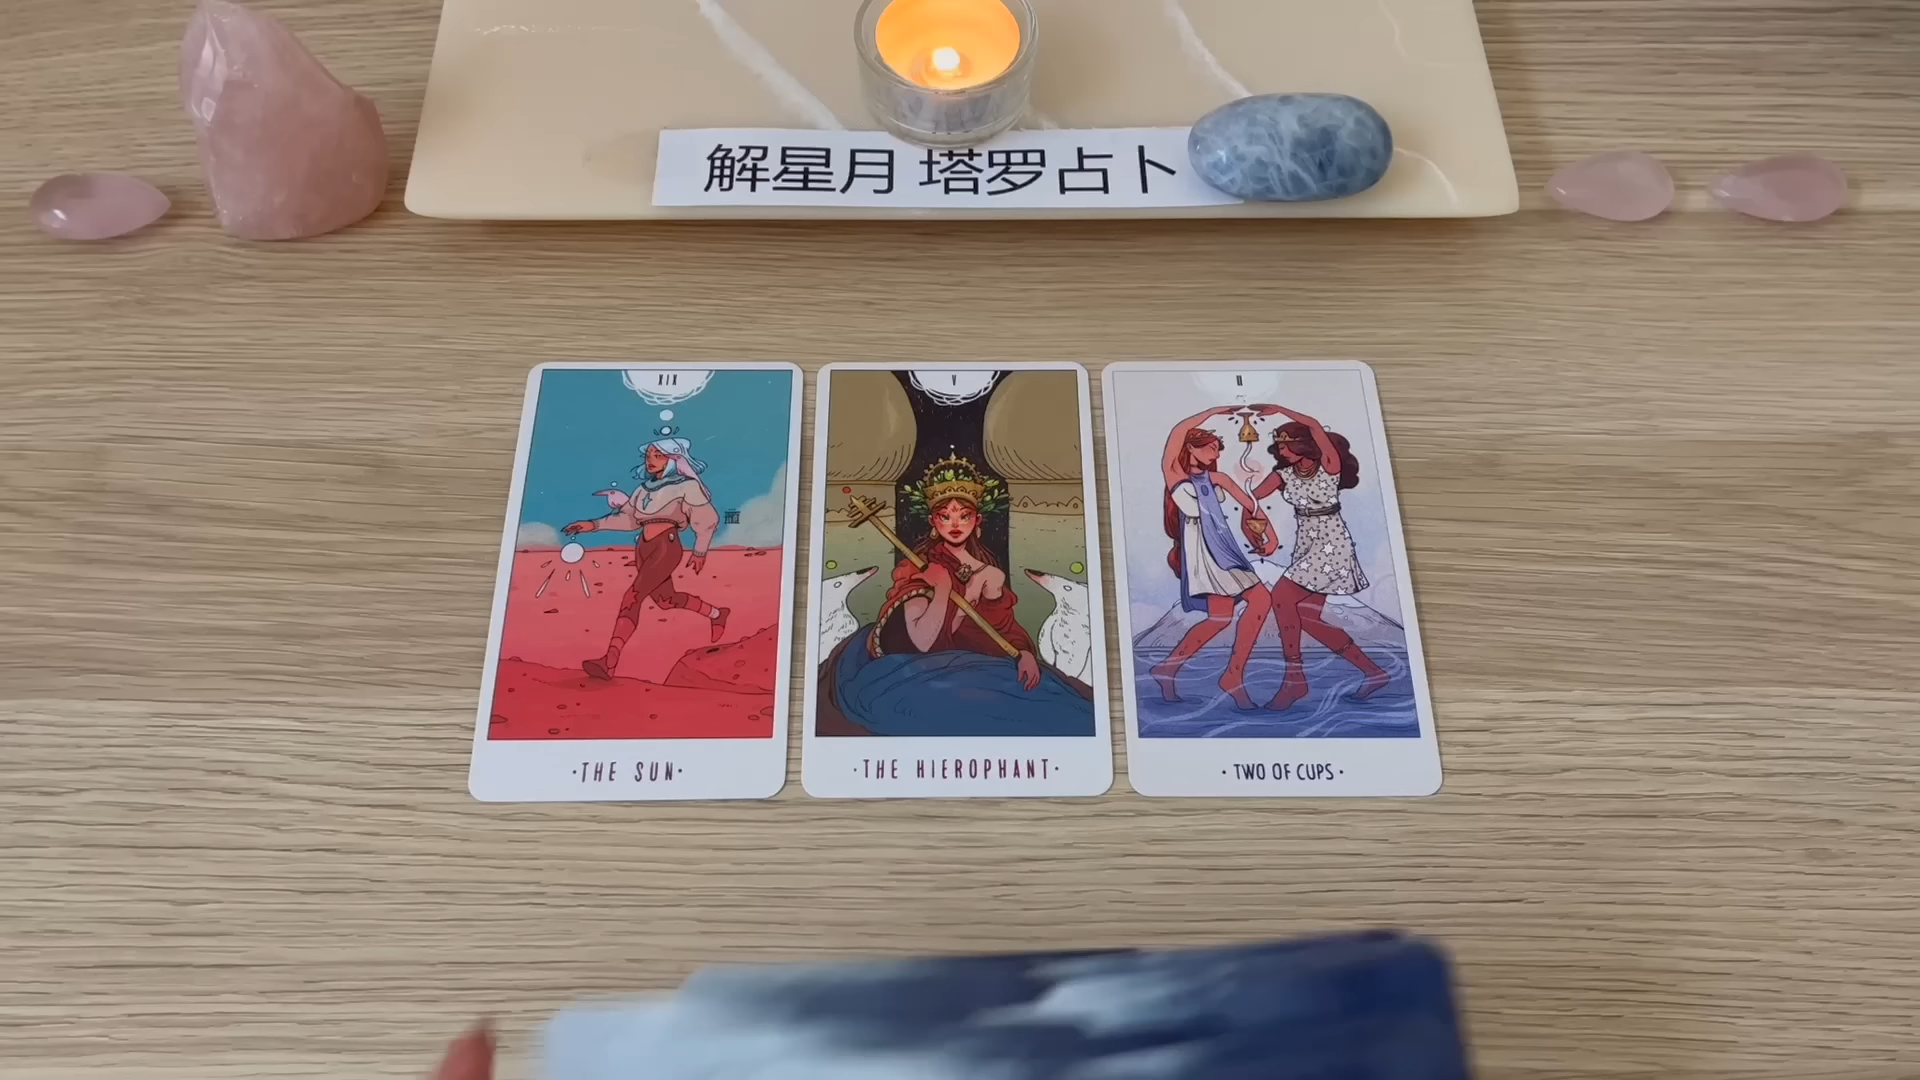 解星月 塔罗占卜
XIX
V
II
·THE SUN·
·THE HIEROPHANT·
·TWO OF CUPS·